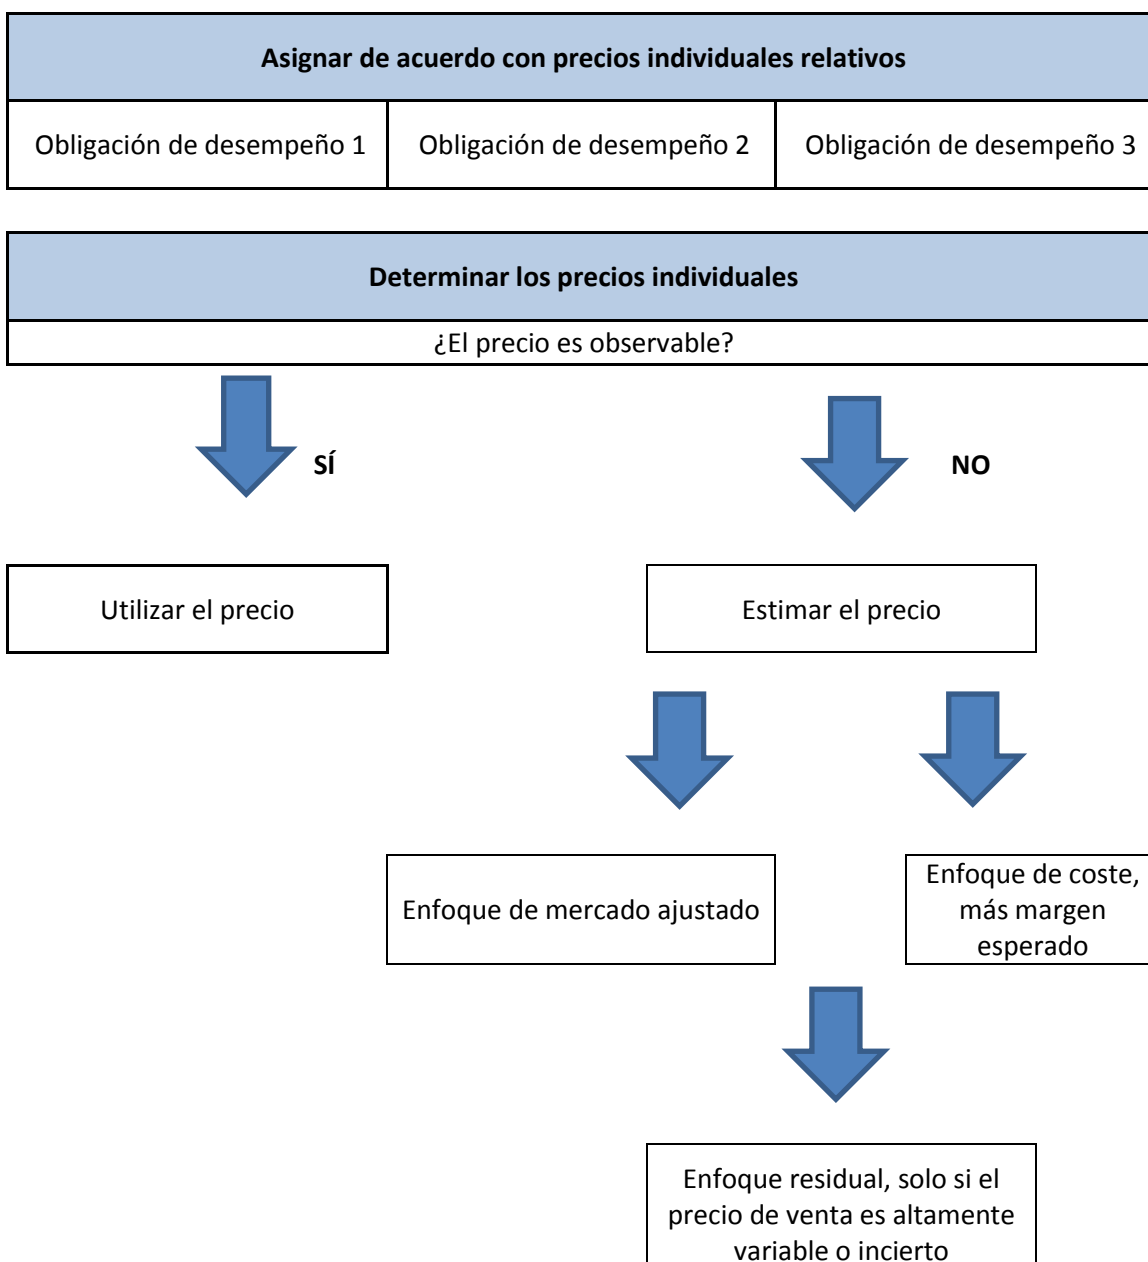 Asignar de acuerdo con precios individuales relativos
Obligación de desempeño 1
Obligación de desempeño 2
Obligación de desempeño 3
Determinar los precios individuales
¿El precio es observable?
SÍ
NO
Utilizar el precio
Estimar el precio
Enfoque de mercado ajustado
Enfoque de coste,
más margen
esperado
Enfoque residual, solo si el
precio de venta es altamente
variable o incierto